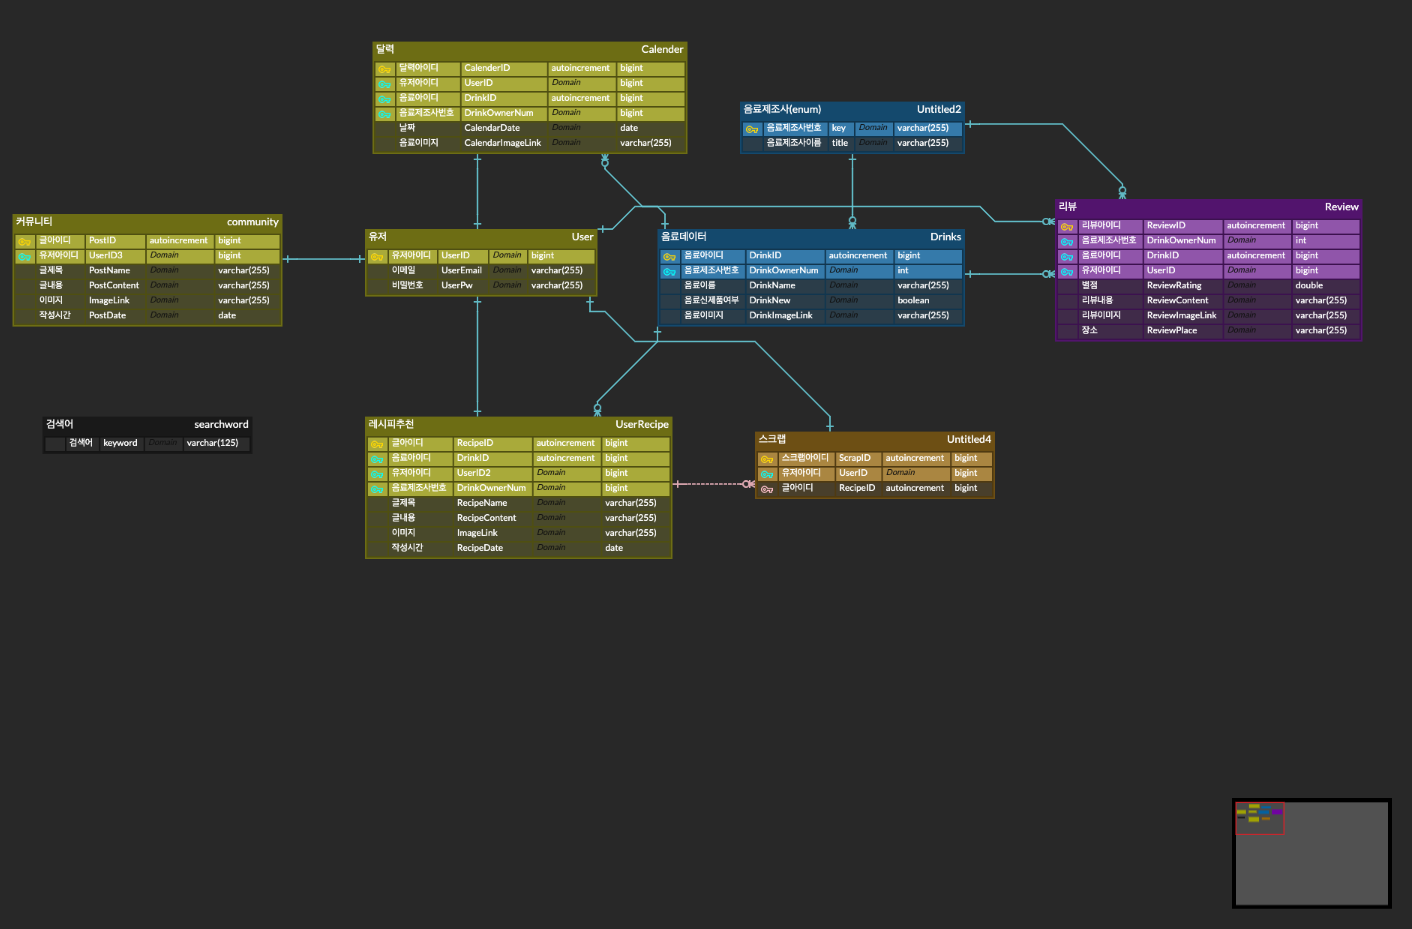 달력 Calender
달력아이디 CalenderID autoincrement bigint
유저아이디 UserID Domain bigint
음료아이디 DrinkID autoincrement bigint
음료제조사번호 DrinkOwnerNum Domain bigint
날짜 CalendarDate Domain date
음료이미지 CalendarImageLink Domain varchar(255)
음료제조사(enum) Untitled2
음료제조사번호 key Domain varchar(255)
음료제조사이름 title Domain varchar(255)
리뷰 Review
리뷰아이디 ReviewID autoincrement bigint
음료제조사번호 DrinkOwnerNum Domain int
음료아이디 DrinkID autoincrement bigint
유저아이디 UserID Domain bigint
별점 ReviewRating Domain double
리뷰내용 ReviewContent Domain varchar(255)
리뷰이미지 ReviewImageLink Domain varchar(255)
장소 ReviewPlace Domain varchar(255)
커뮤니티 community
글아이디 PostID autoincrement bigint
유저아이디 UserID3 Domain bigint
글제목 PostName Domain varchar(255)
글내용 PostContent Domain varchar(255)
이미지 ImageLink Domain varchar(255)
작성시간 PostDate Domain date
유저 User
유저아이디 UserID Domain bigint
이메일 UserEmail Domain varchar(255)
비밀번호 UserPw Domain varchar(255)
음료데이터 Drinks
음료아이디 DrinkID autoincrement bigint
음료제조사번호 DrinkOwnerNum Domain int
음료이름 DrinkName Domain varchar(255)
음료신제품여부 DrinkNew Domain boolean
음료이미지 DrinkImageLink Domain varchar(255)
검색어 searchword
검색어 keyword Domain varchar(125)
레시피추천 UserRecipe
글아이디 RecipeID autoincrement bigint
음료아이디 DrinkID autoincrement bigint
유저아이디 UserID2 Domain bigint
음료제조사번호 DrinkOwnerNum Domain bigint
글제목 RecipeName Domain varchar(255)
글내용 RecipeContent Domain varchar(255)
이미지 ImageLink Domain varchar(255)
작성시간 RecipeDate Domain date
스크랩 Untitled4
스크랩아이디 ScrapID autoincrement bigint
유저아이디 UserID Domain bigint
글아이디 RecipeID autoincrement bigint